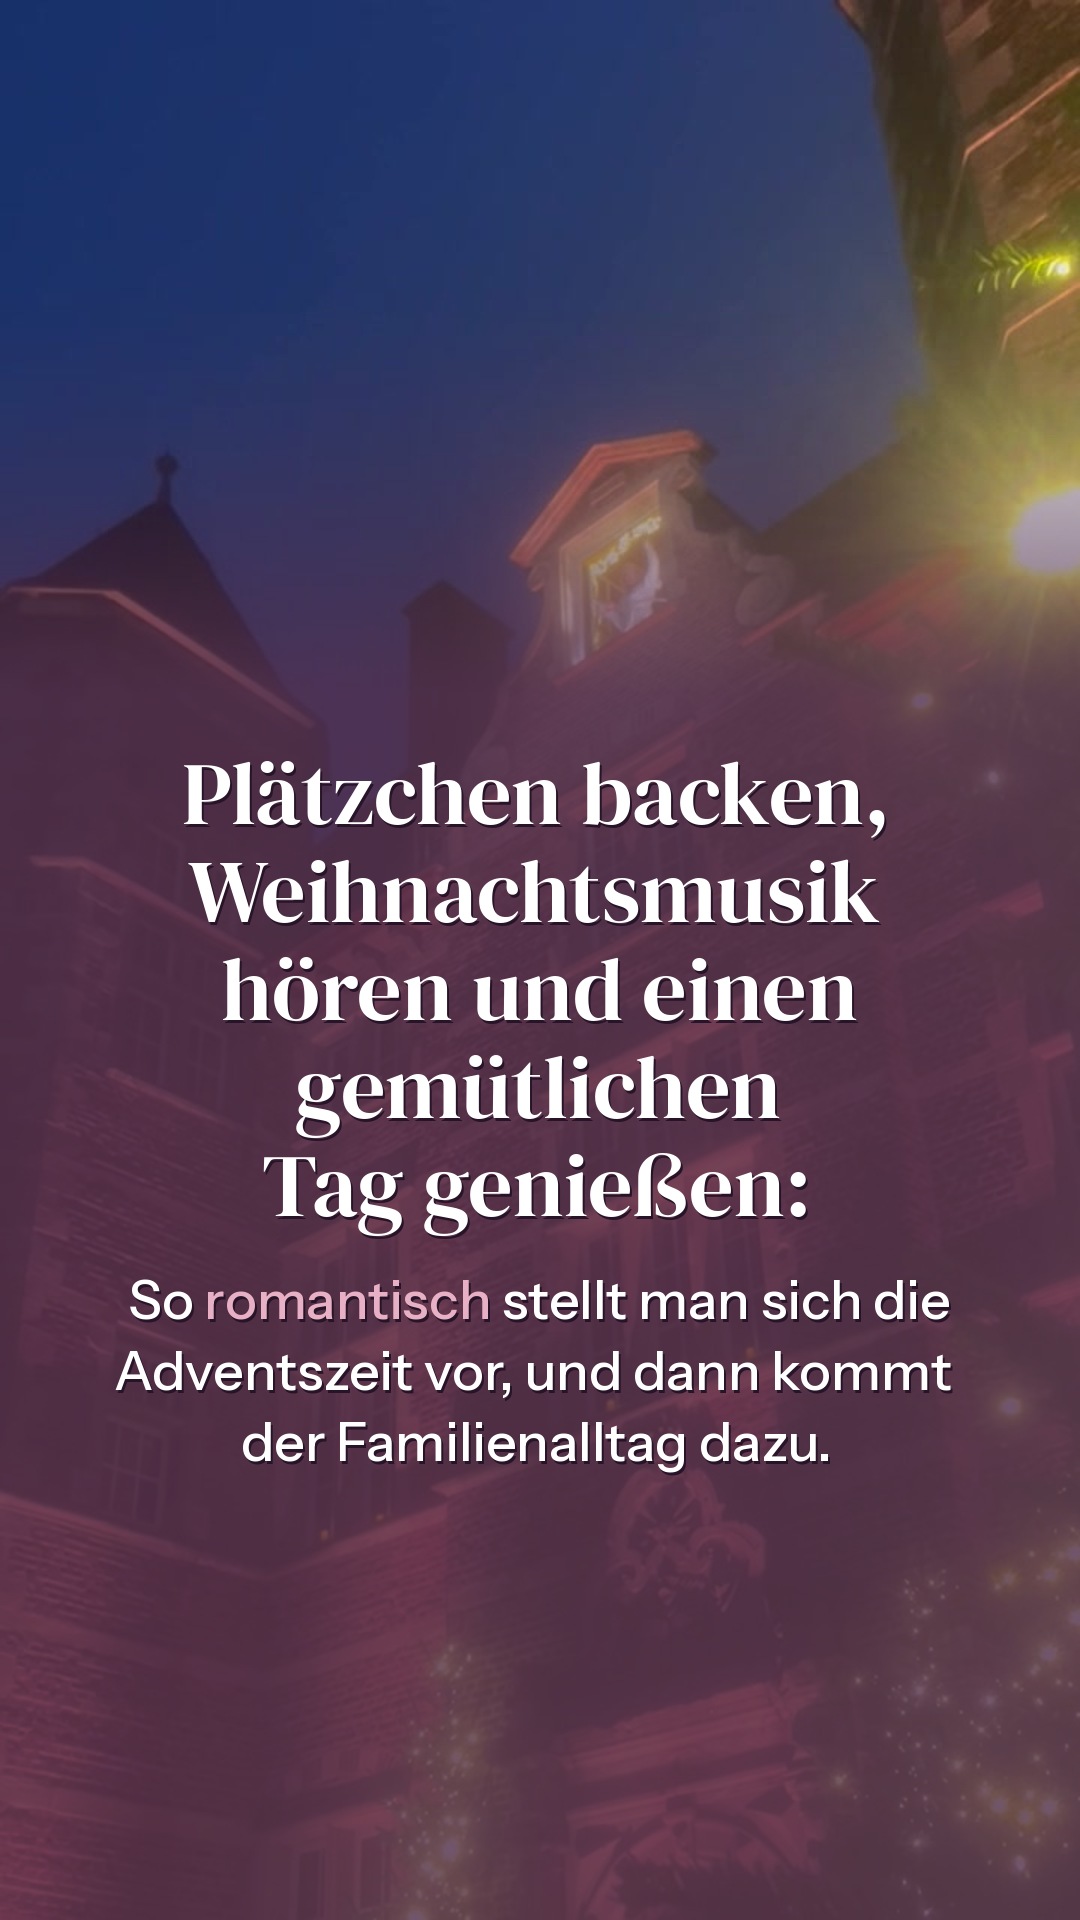 Plätzchen backen,
Weihnachtsmusik
hören und einen
gemütlichen
Tag genießen:
So romantisch stellt man sich die
Adventszeit vor, und dann kommt
der Familienalltag dazu.